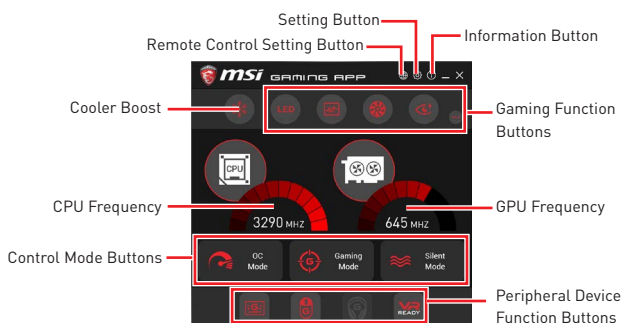 Setting Button
Remote Control Setting Button
Information Button
msi GAMING APP
Cooler Boost
LED
Gaming Function
Buttons
CPU
CPU Frequency
3290 MHZ
645 MHZ
GPU Frequency
Control Mode Buttons
OC
Mode
G
Gaming
Mode
Silent
Mode
G
G
G
VR
READY
Peripheral Device
Function Buttons